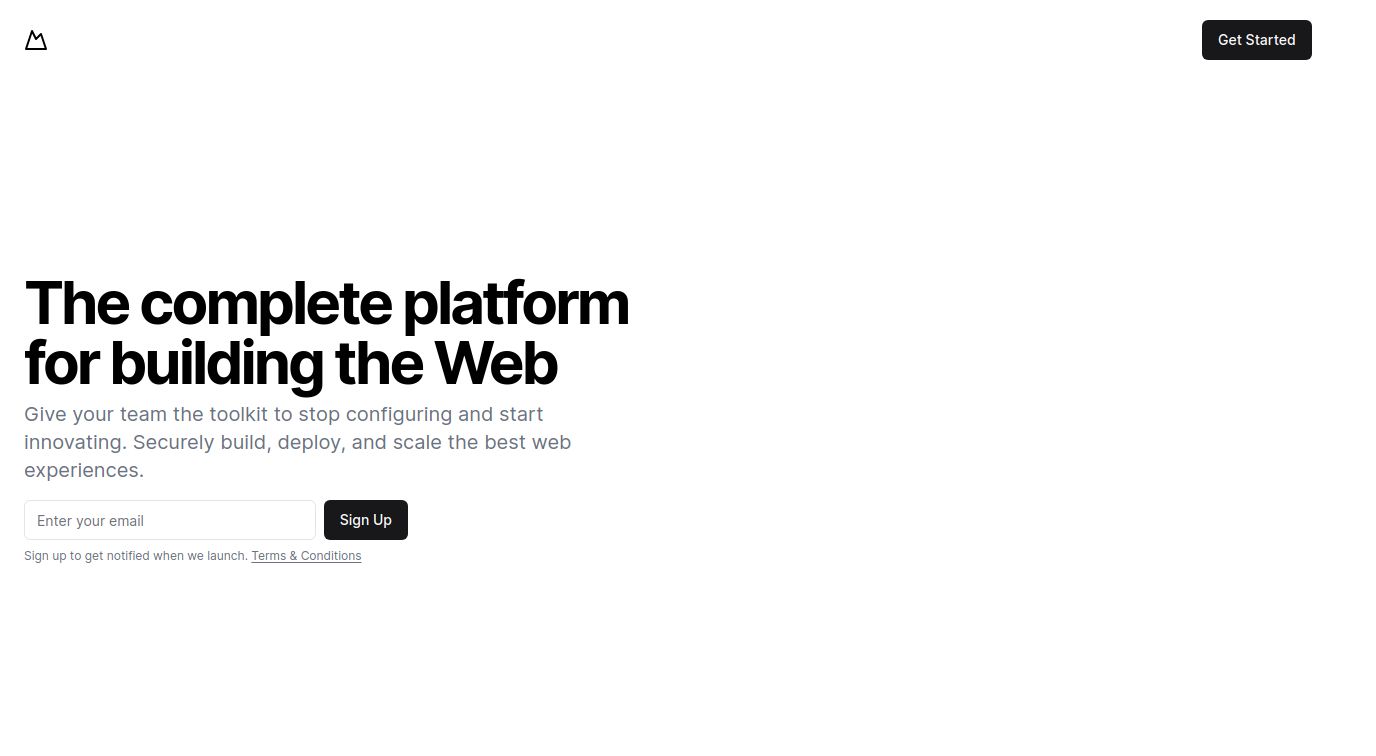 Get Started
The complete platform
for building the Web
Give your team the toolkit to stop configuring and start
innovating. Securely build, deploy, and scale the best web
experiences.
Enter your email
Sign Up
Sign up to get notified when we launch. Terms & Conditions